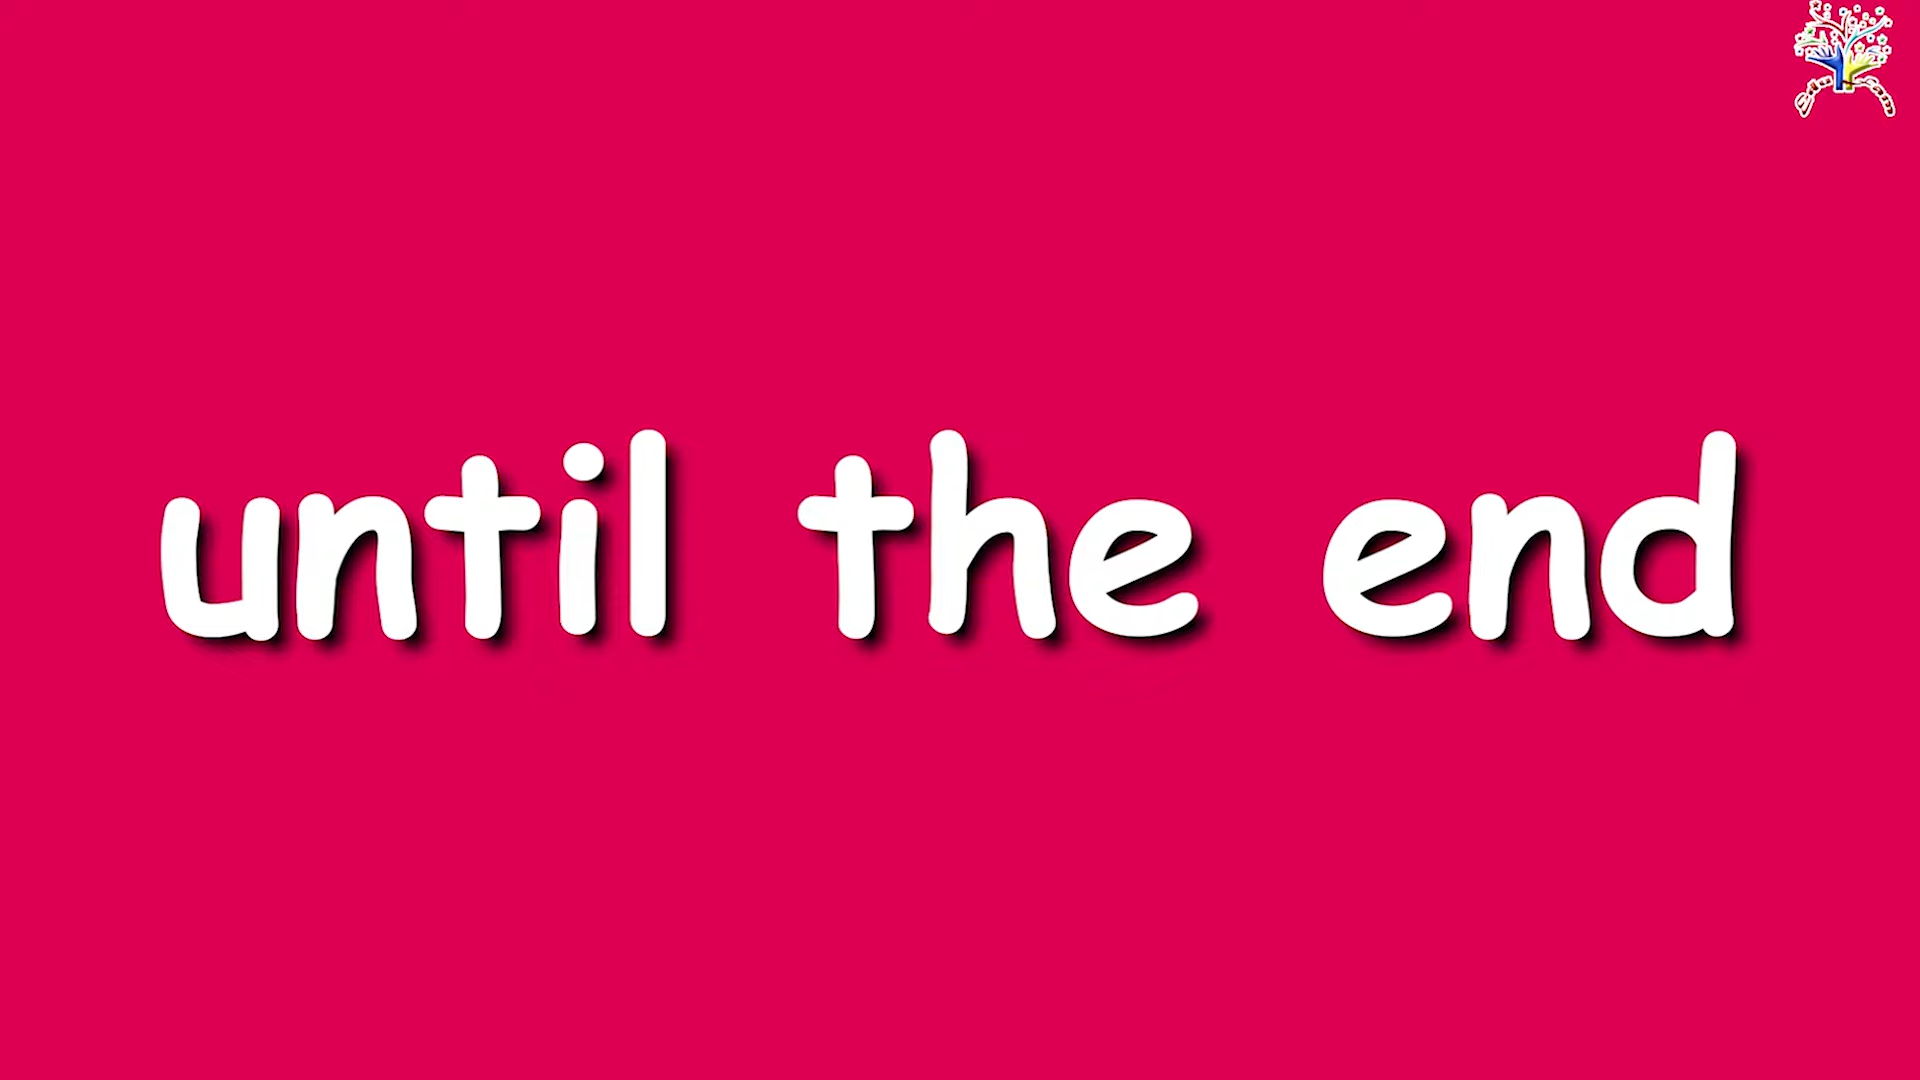 until the end